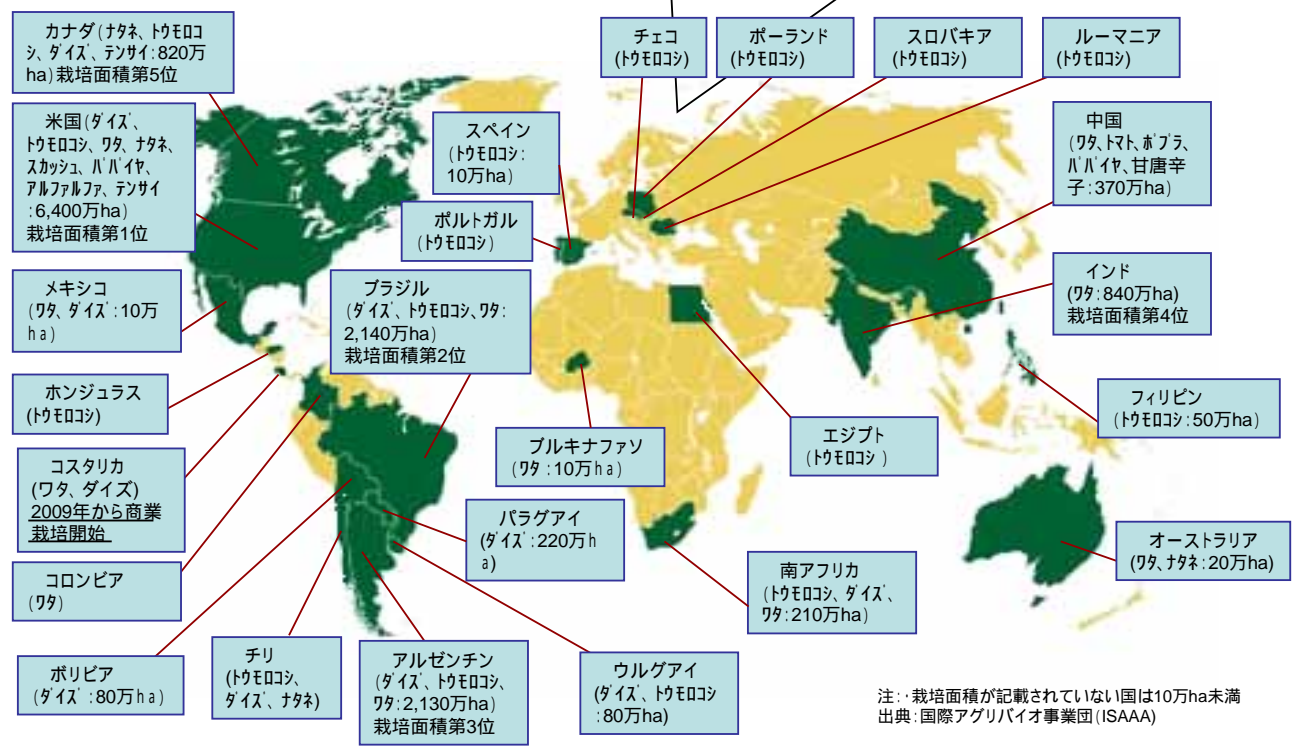 カナダ(ナタネ、トウモロコ
シ、ダイズ、テンサイ:820万
ha)栽培面積第5位
米国(ダイズ、
トウモロコシ、ワタ、ナタネ、
スカッシュ、パパイヤ、
アルファルファ、テンサイ
:6,400万ha)
栽培面積第1位
メキシコ
(ワタ、ダイズ:10万
ha)
ホンジュラス
(トウモロコシ)
コスタリカ
(ワタ、ダイズ)
2009年から商業
栽培開始
コロンビア
(ワタ)
ボリビア
(ダイズ:80万ha)
チリ
(トウモロコシ、
ダイズ、ナタネ)
アルゼンチン
(ダイズ、トウモロコシ、
ワタ:2,130万ha)
栽培面積第3位
ウルグアイ
(ダイズ、トウモロコシ
:80万ha)
パラグアイ
(ダイズ:220万h
a)
ブラジル
(ダイズ、トウモロコシ、ワタ:
2,140万ha)
栽培面積第2位
ポルトガル
(トウモロコシ)
スペイン
(トウモロコシ:
10万ha)
チェコ
(トウモロコシ)
ポーランド
(トウモロコシ)
スロバキア
(トウモロコシ)
ルーマニア
(トウモロコシ)
中国
(ワタ、トマト、ポプラ、
パパイヤ、甘唐辛
子:370万ha)
インド
(ワタ:840万ha)
栽培面積第4位
フィリピン
(トウモロコシ:50万ha)
エジプト
(トウモロコシ)
ブルキナファソ
(ワタ:10万ha)
南アフリカ
(トウモロコシ、ダイズ、
ワタ:210万ha)
オーストラリア
(ワタ、ナタネ:20万ha)
注:・栽培面積が記載されていない国は10万ha未満
出典:国際アグリバイオ事業団(ISAAA)